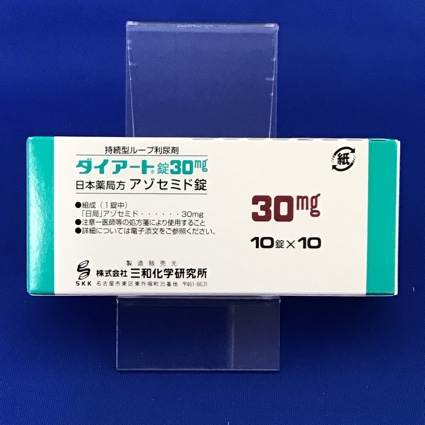 持続型ループ利尿剤
ダイアート®錠30mg
日本薬局方 アゾセミド錠
●組成(1錠中)
「日局」アゾセミド・・・・・・30mg
●注意−医師等の処方箋により使用すること
●詳細については電子添文をご参照ください。
紙
30mg
10錠×10
製造販売元
SKK
株式会社 三和化学研究所
名古屋市東区東外堀町35番地 〒461-8631